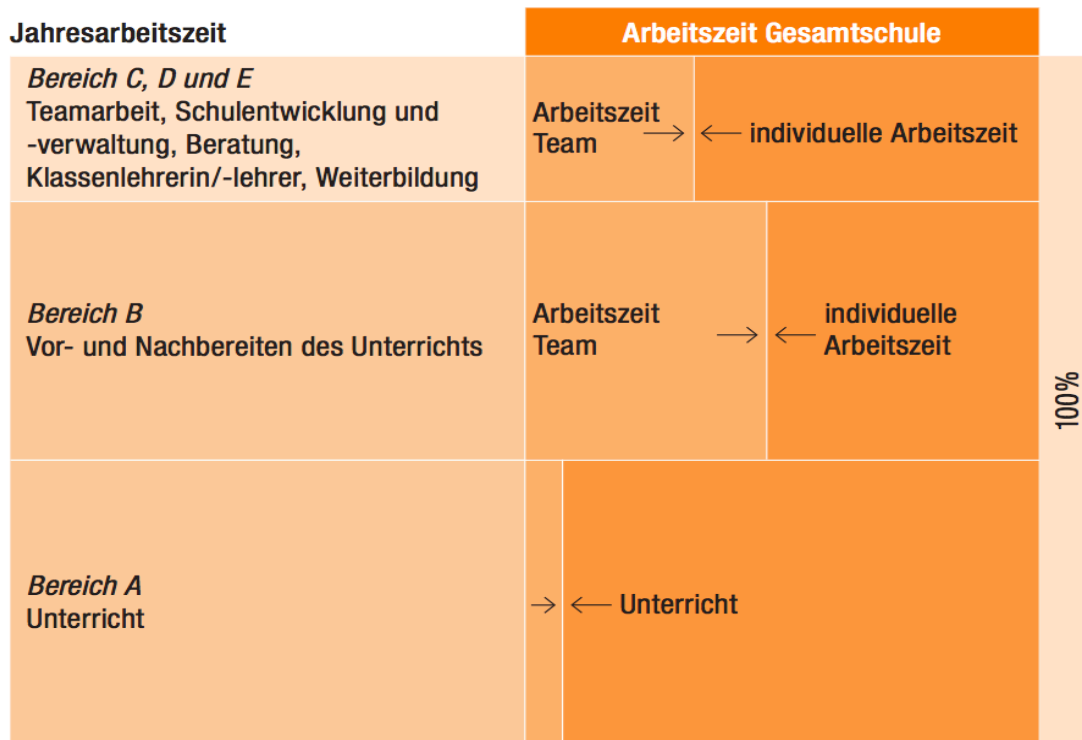 Jahresarbeitszeit
Arbeitszeit Gesamtschule
Bereich C, D und E
Teamarbeit, Schulentwicklung und
-verwaltung, Beratung,
Klassenlehrerin/-lehrer, Weiterbildung
Arbeitszeit
Team
individuelle Arbeitszeit
Bereich B
Vor- und Nachbereiten des Unterrichts
Arbeitszeit
Team
individuelle
Arbeitszeit
100%
Bereich A
Unterricht
Unterricht